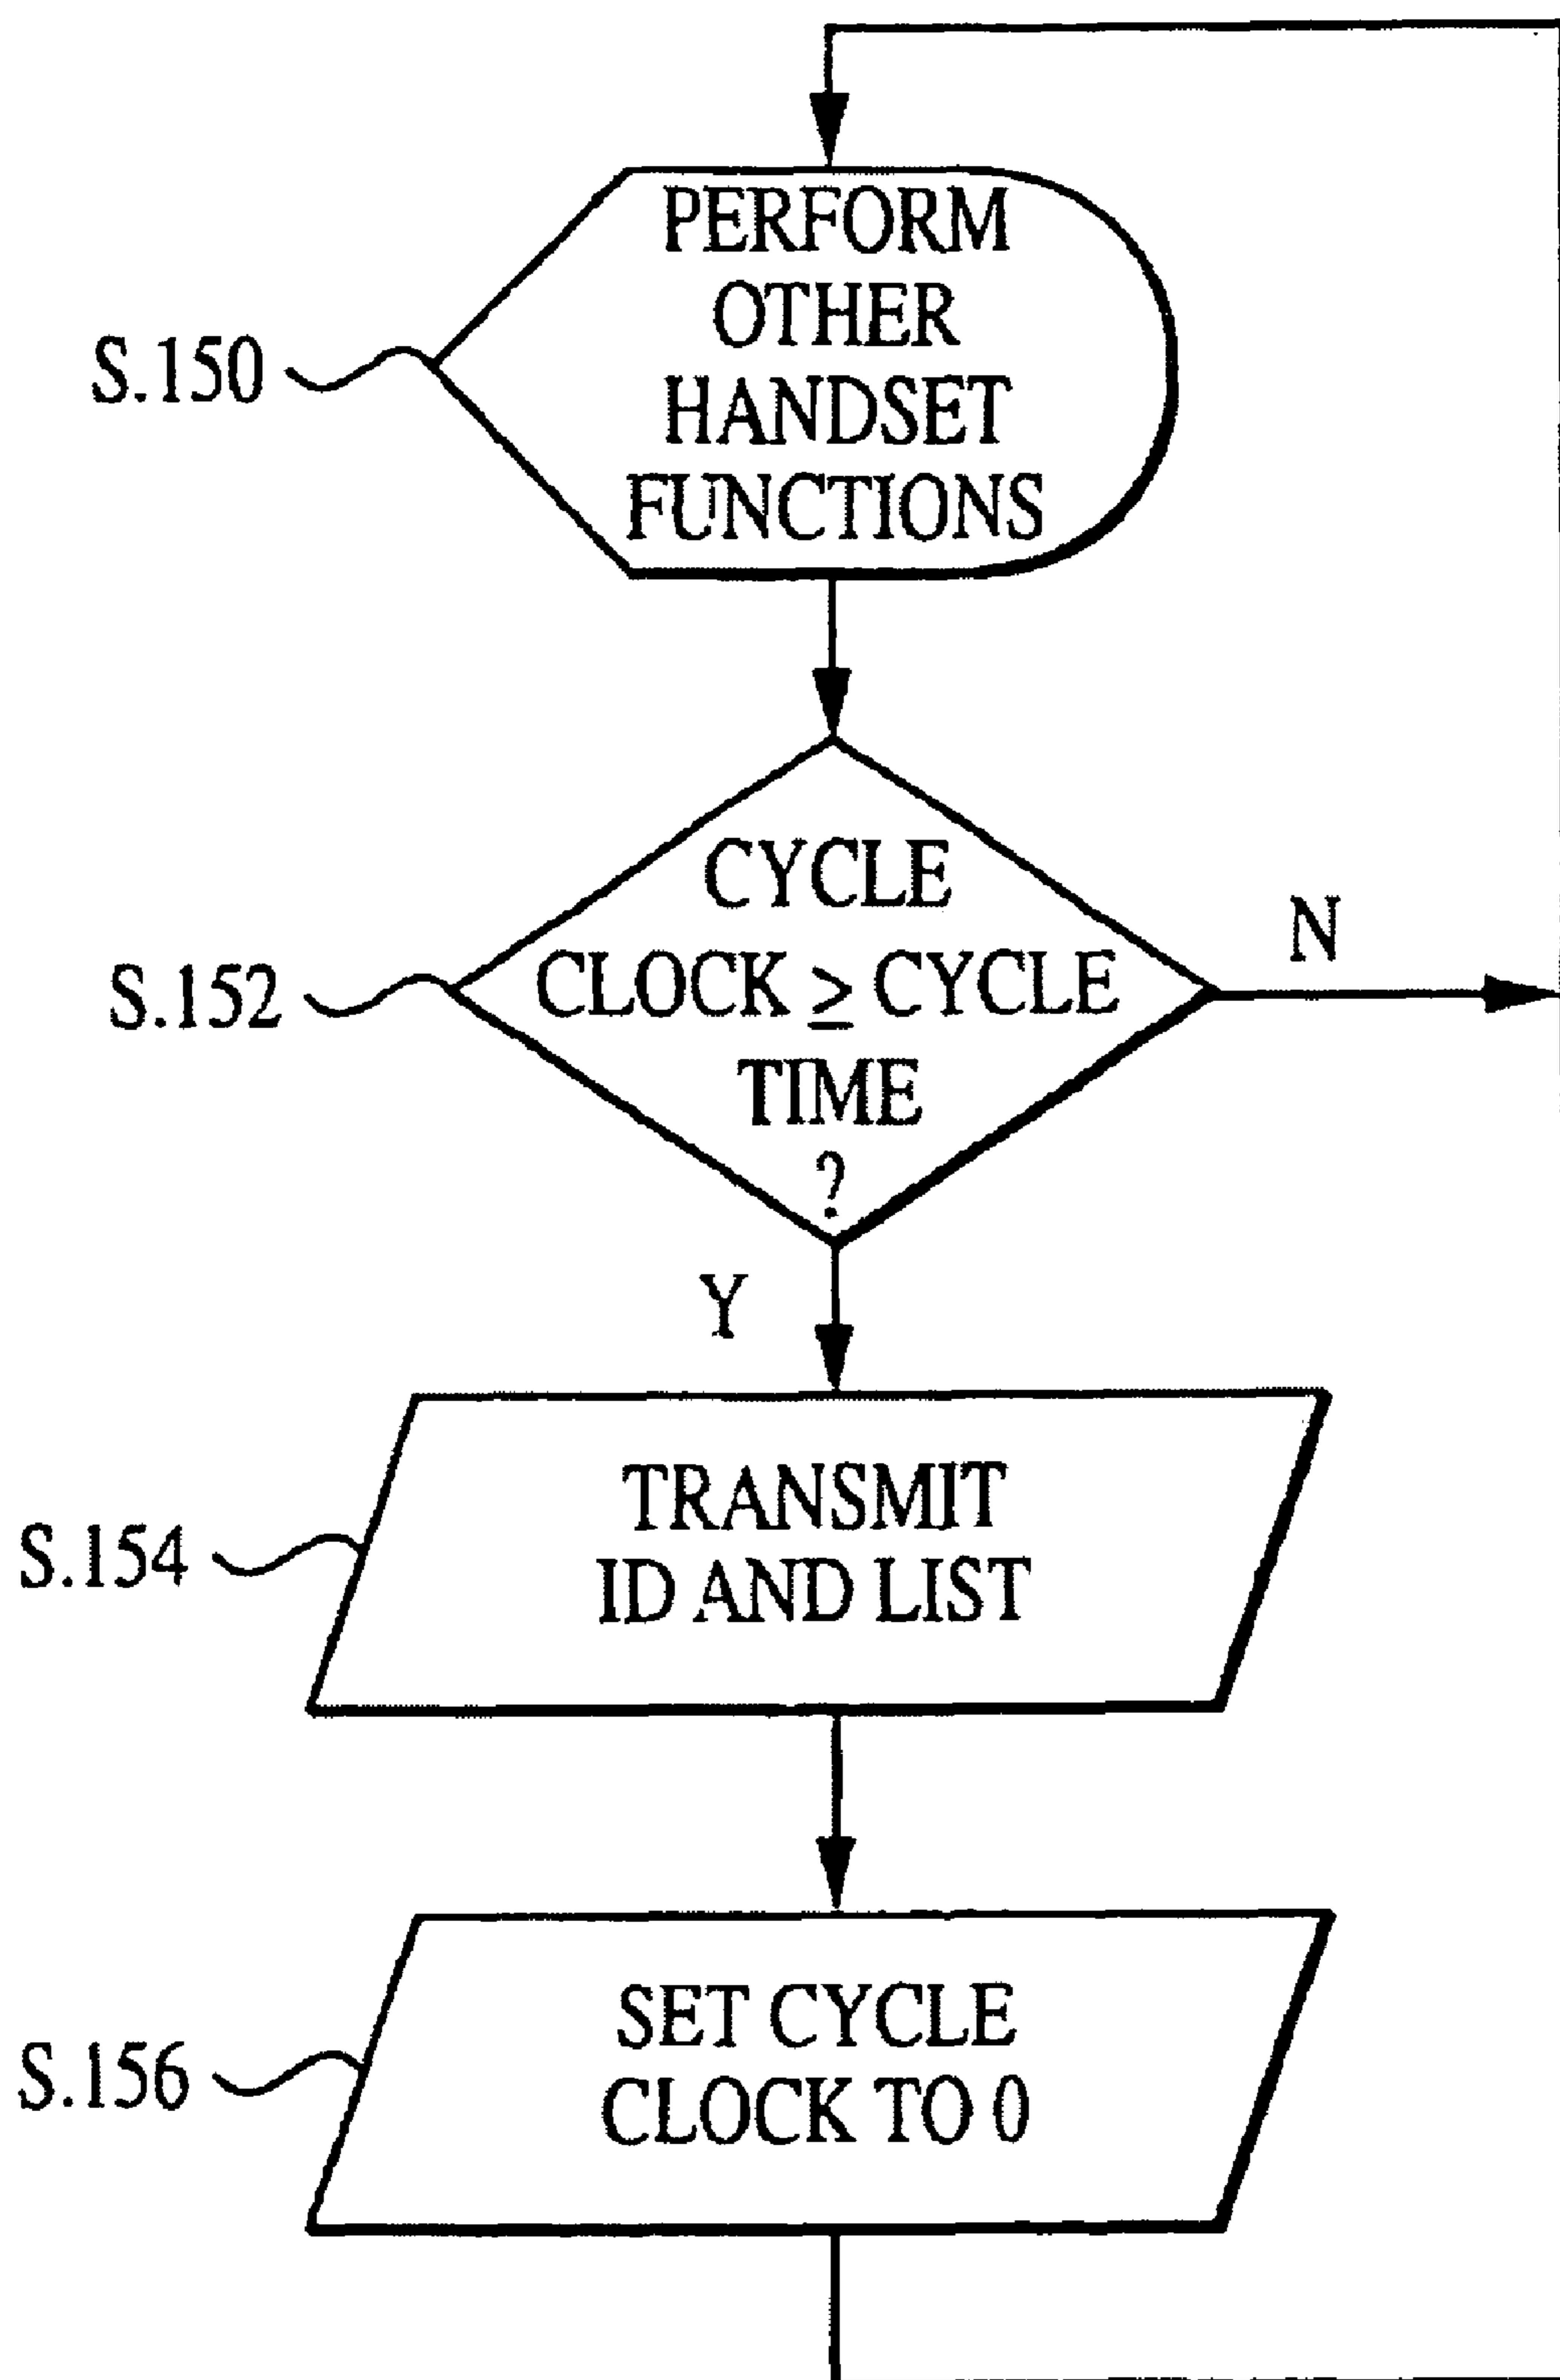 PERFORM
OTHER
HANDSET
FUNCTIONS
S.150
CYCLE
CLOCK ≥ CYCLE
TIME
?
S.152
N
Y
TRANSMIT
ID AND LIST
S.154
SET CYCLE
CLOCK TO 0
S.156